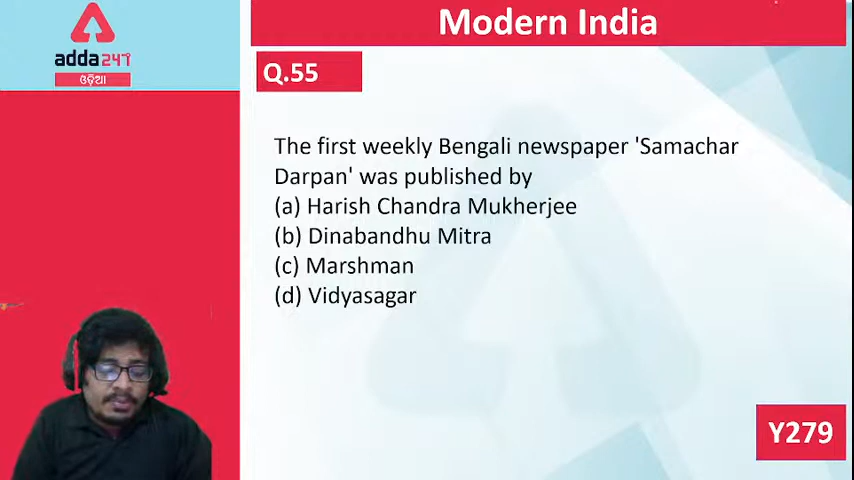 Modern India
adda247
ଓଡ଼ିଆ
Q.55
The first weekly Bengali newspaper 'Samachar
Darpan' was published by
(a) Harish Chandra Mukherjee
(b) Dinabandhu Mitra
(c) Marshman
(d) Vidyasagar
Y279